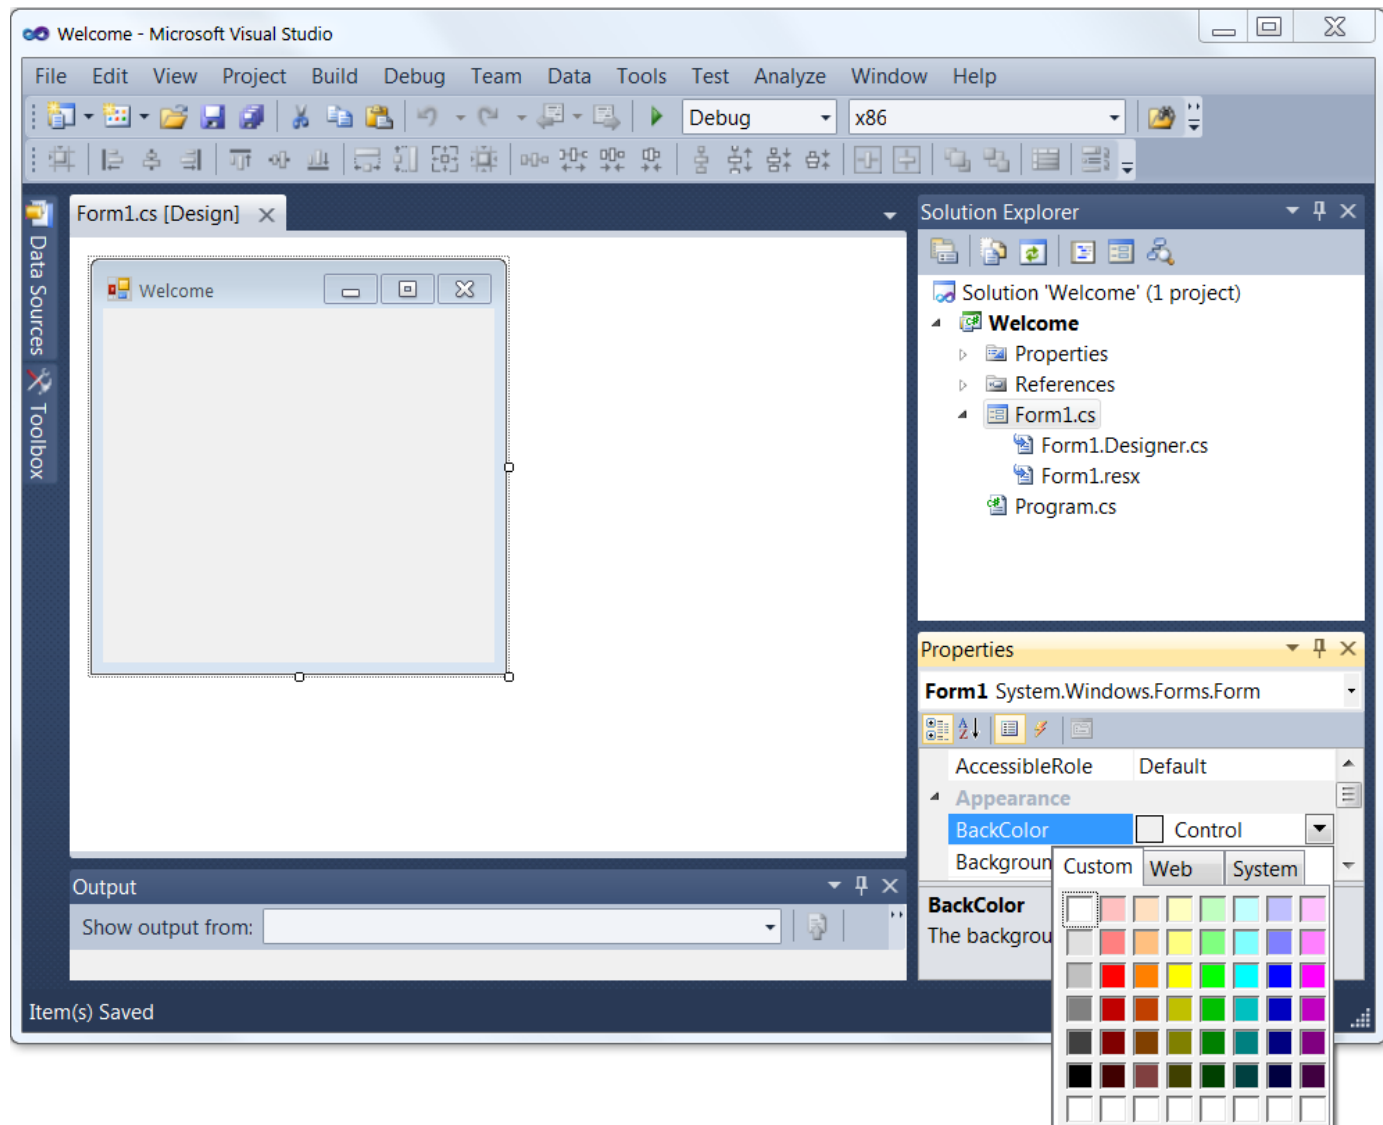 Welcome - Microsoft Visual Studio
File Edit View Project Build Debug Team Data Tools Test Analyze Window Help
Debug x86
Data Sources
Toolbox
Form1.cs [Design]
Welcome
Solution Explorer
Solution 'Welcome' (1 project)
Welcome
Properties
References
Form1.cs
Form1.Designer.cs
Form1.resx
Program.cs
Properties
Form1 System.Windows.Forms.Form
AccessibleRole Default
Appearance
BackColor Control
Backgroun
Custom Web System
BackColor
The backgrou
Output
Show output from:
Item(s) Saved